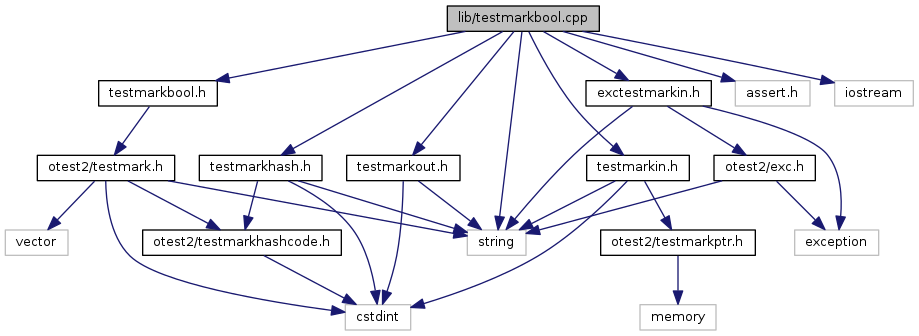 lib/testmarkbool.cpp
testmarkbool.h
exctestmarkin.h
assert.h
iostream
otest2/testmark.h
testmarkhash.h
testmarkout.h
testmarkin.h
otest2/exc.h
vector
otest2/testmarkhashcode.h
string
otest2/testmarkptr.h
exception
cstdint
memory